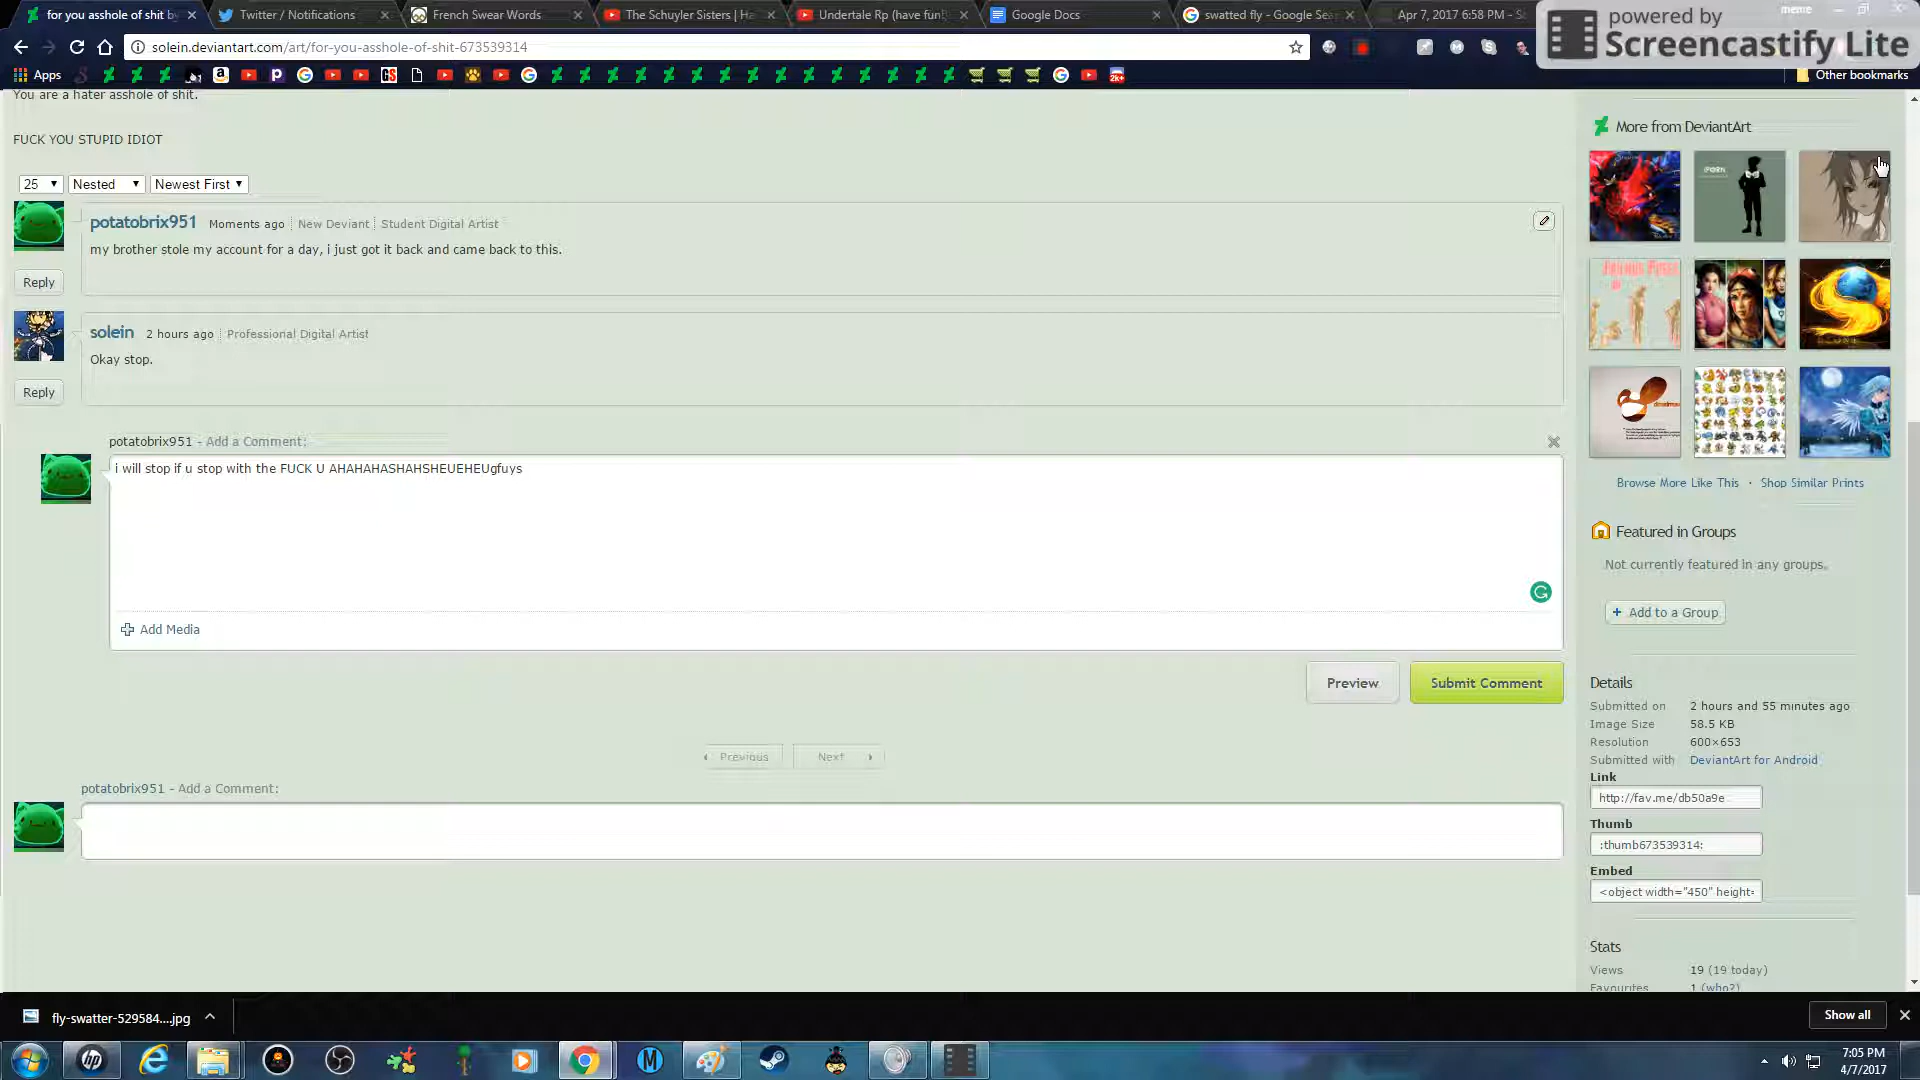 for you asshole of shit by
Twitter / Notifications
French Swear Words
The Schuyler Sisters | Ha
Undertale Rp (have fun!
Google Docs
swatted fly - Google Sea
Apr 7, 2017 6:58 PM - S
meme
powered by
Screencastify Lite
solein.deviantart.com/art/for-you-asshole-of-shit-673539314
Apps
Other bookmarks
You are a hater asshole of shit.
FUCK YOU STUPID IDIOT
25 Nested Newest First
potatobrix951 Moments ago New Deviant Student Digital Artist
my brother stole my account for a day, i just got it back and came back to this.
Reply
solein 2 hours ago Professional Digital Artist
Okay stop.
Reply
potatobrix951 - Add a Comment:
i will stop if u stop with the FUCK U AHAHAHASHAHSHEUEHEUgfuys
Add Media
Preview Submit Comment
Previous Next
potatobrix951 - Add a Comment:
More from DeviantArt
Browse More Like This · Shop Similar Prints
Featured in Groups
Not currently featured in any groups.
+ Add to a Group
Details
Submitted on 2 hours and 55 minutes ago
Image Size 58.5 KB
Resolution 600×653
Submitted with DeviantArt for Android
Link
http://fav.me/db50a9e
Thumb
:thumb673539314:
Embed
<object width="450" height=
Stats
Views 19 (19 today)
Favourites 1 (who?)
fly-swatter-529584....jpg
Show all
7:05 PM
4/7/2017